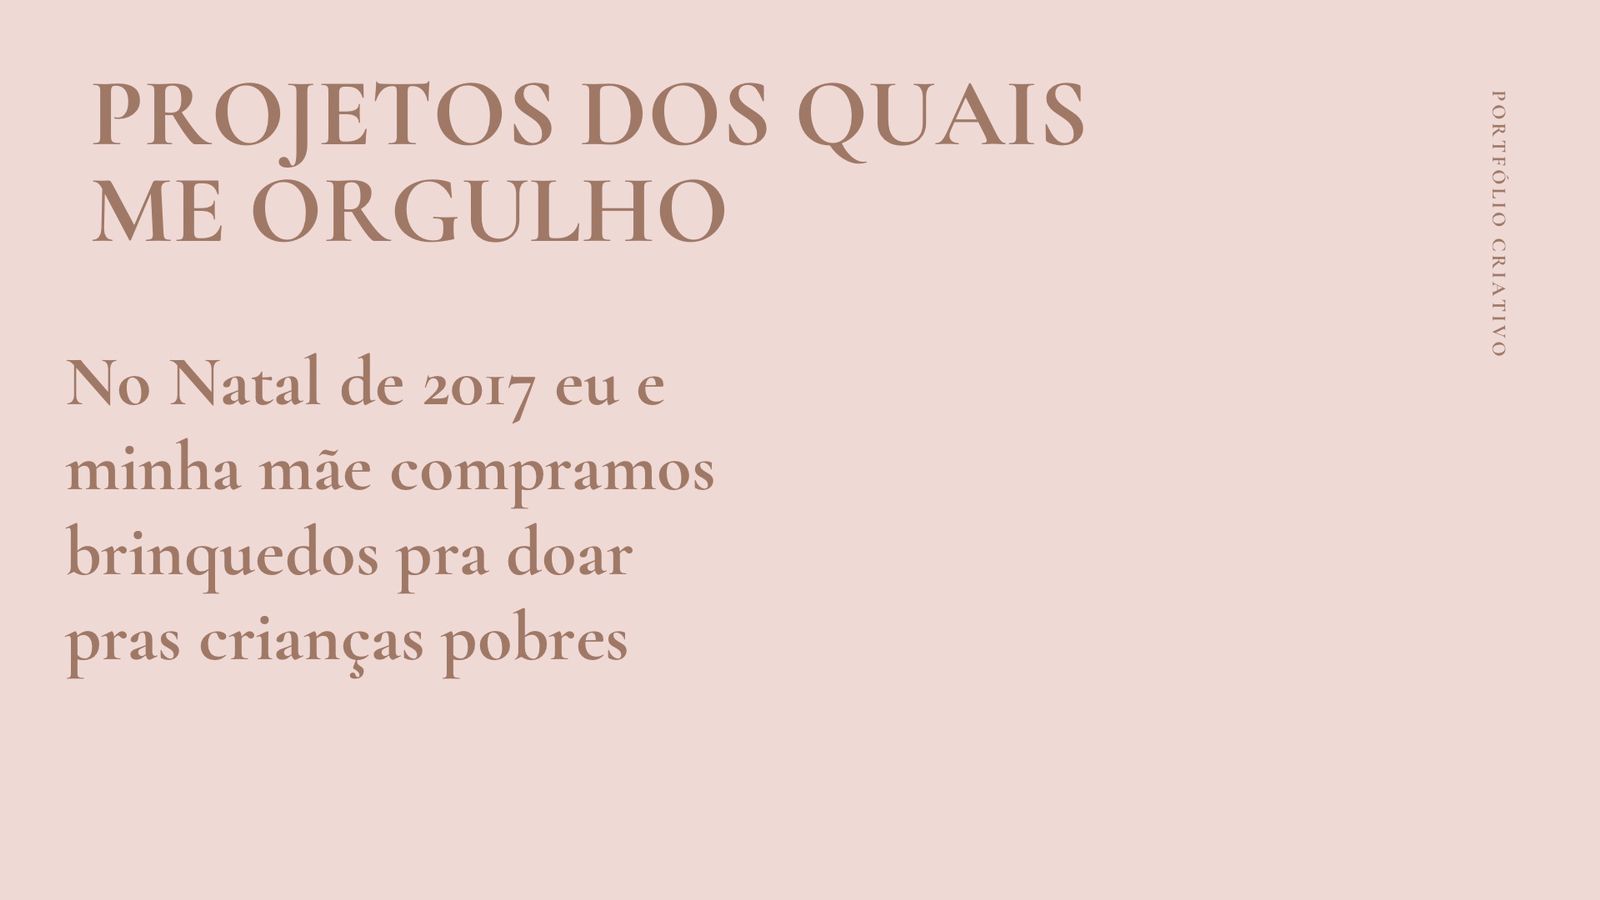 PROJETOS DOS QUAIS
ME ORGULHO
PORTFÓLIO CRIATIVO
No Natal de 2017 eu e
minha mãe compramos
brinquedos pra doar
pras crianças pobres